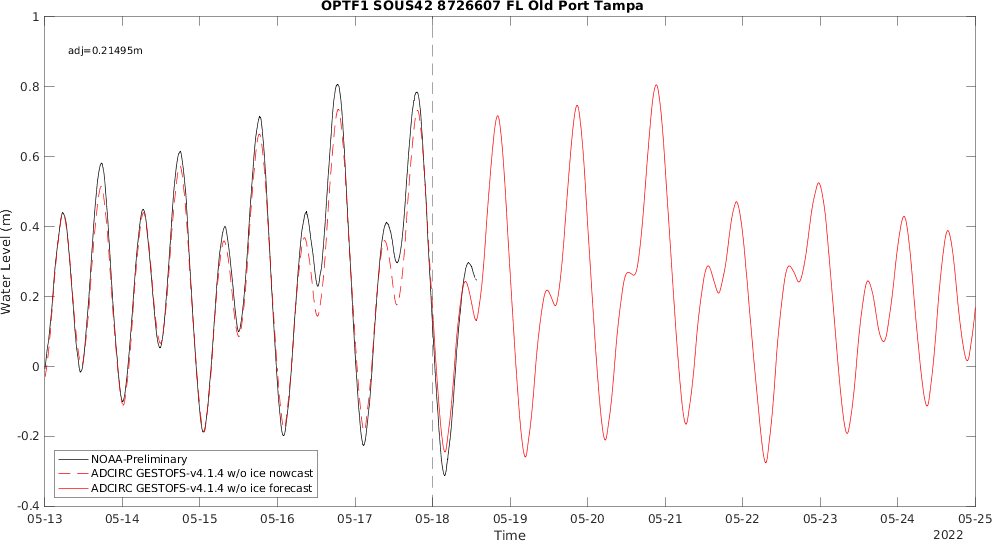 OPTF1 SOUS42 8726607 FL Old Port Tampa
adj=0.21495m
Water Level (m)
1
0.8
0.6
0.4
0.2
0
-0.2
-0.4
NOAA-Preliminary
ADCIRC GESTOFS-v4.1.4 w/o ice nowcast
ADCIRC GESTOFS-v4.1.4 w/o ice forecast
05-13 05-14 05-15 05-16 05-17 05-18 05-19 05-20 05-21 05-22 05-23 05-24 05-25
Time
2022